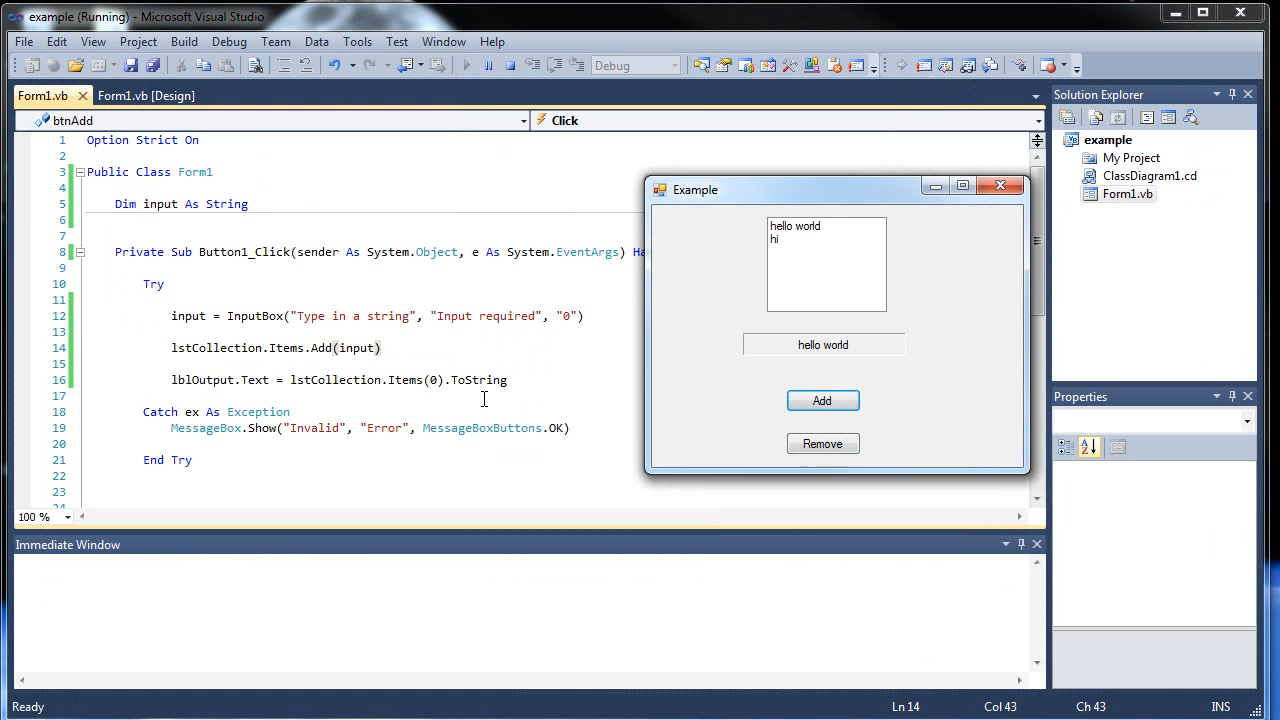 example (Running) - Microsoft Visual Studio
File Edit View Project Build Debug Team Data Tools Test Window Help
Debug
Form1.vb Form1.vb [Design]
btnAdd
Click
1 Option Strict On
2
3 Public Class Form1
4
5 Dim input As String
6
8 Private Sub Button1_Click(sender As System.Object, e As System.EventArgs) Ha
9
10 Try
11
12 input = InputBox("Type in a string", "Input required", "0")
13
14 lstCollection.Items.Add(input)
15
16 lblOutput.Text = lstCollection.Items(0).ToString
17
18 Catch ex As Exception
19 MessageBox.Show("Invalid", "Error", MessageBoxButtons.OK)
20
21 End Try
22
23
24
100 %
Example
hello world
hi
hello world
Add
Remove
Solution Explorer
example
My Project
ClassDiagram1.cd
Form1.vb
Properties
Immediate Window
Ready
Ln 14
Col 43
Ch 43
INS